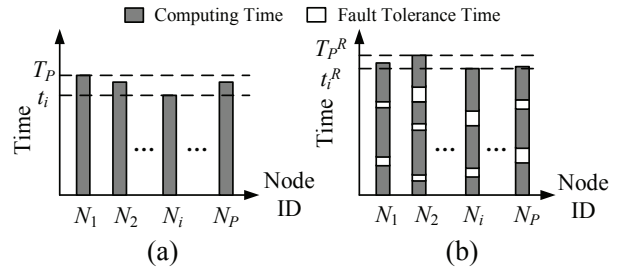 Computing Time Fault Tolerance Time
T_P
t_i
Time
...
...
Node
ID
N_1 N_2 N_i N_P
(a)
T_P^R
t_i^R
Time
...
...
Node
ID
N_1 N_2 N_i N_P
(b)